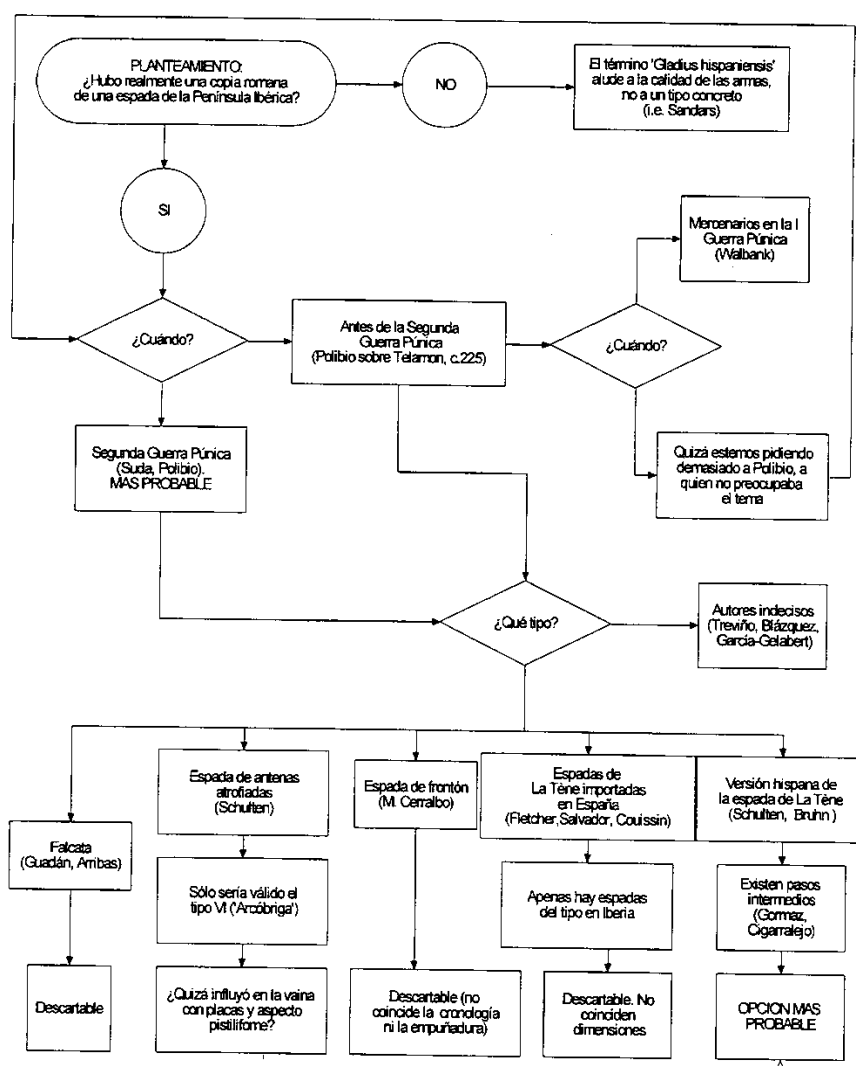 PLANTEAMIENTO:
¿Hubo realmente una copia romana
de una espada de la Península Ibérica?
NO
El término 'Gladius hispaniensis'
alude a la calidad de las armas,
no a un tipo concreto
(i.e. Sandars)
SI
Mercenarios en la I
Guerra Púnica
(Walbank)
¿Cuándo?
Antes de la Segunda
Guerra Púnica
(Polibio sobre Telamon, c.225)
¿Cuándo?
Segunda Guerra Púnica
(Suda, Polibio).
MAS PROBABLE
Quizá estemos pidiendo
demasiado a Polibio, a
quien no preocupaba
el tema
¿Qué tipo?
Autores indecisos
(Treviño, Blázquez,
García-Gelabert)
Falcata
(Guadán, Arribas)
Descartable
Espada de antenas
atrofiadas
(Schulten)
Sólo sería válido el
tipo VI ('Arcóbriga')
¿Quizá influyó en la vaina
con placas y aspecto
pistiliforme?
Espada de frontón
(M. Cerralbo)
Descartable (no
coincide la cronología
ni la empuñadura)
Espadas de
La Tène importadas
en España
(Fletcher,Salvador, Couissin)
Apenas hay espadas
del tipo en Iberia
Descartable. No
coinciden
dimensiones
Versión hispana de
la espada de La Tène
(Schulten, Bruhn )
Existen pasos
intermedios
(Gormaz,
Cigarralejo)
OPCION MAS
PROBABLE